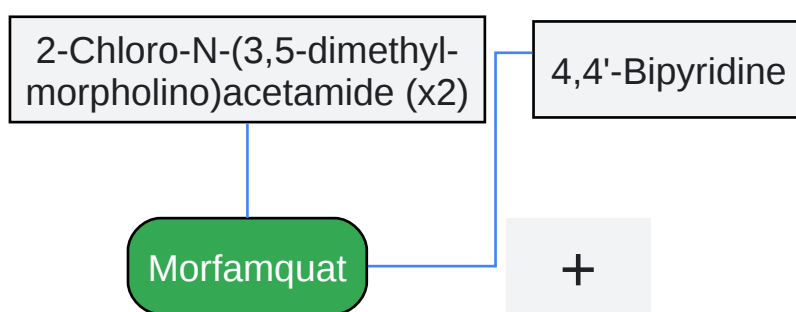 2-Chloro-N-(3,5-dimethyl-
morpholino)acetamide (x2)
4,4'-Bipyridine
Morfamquat
+